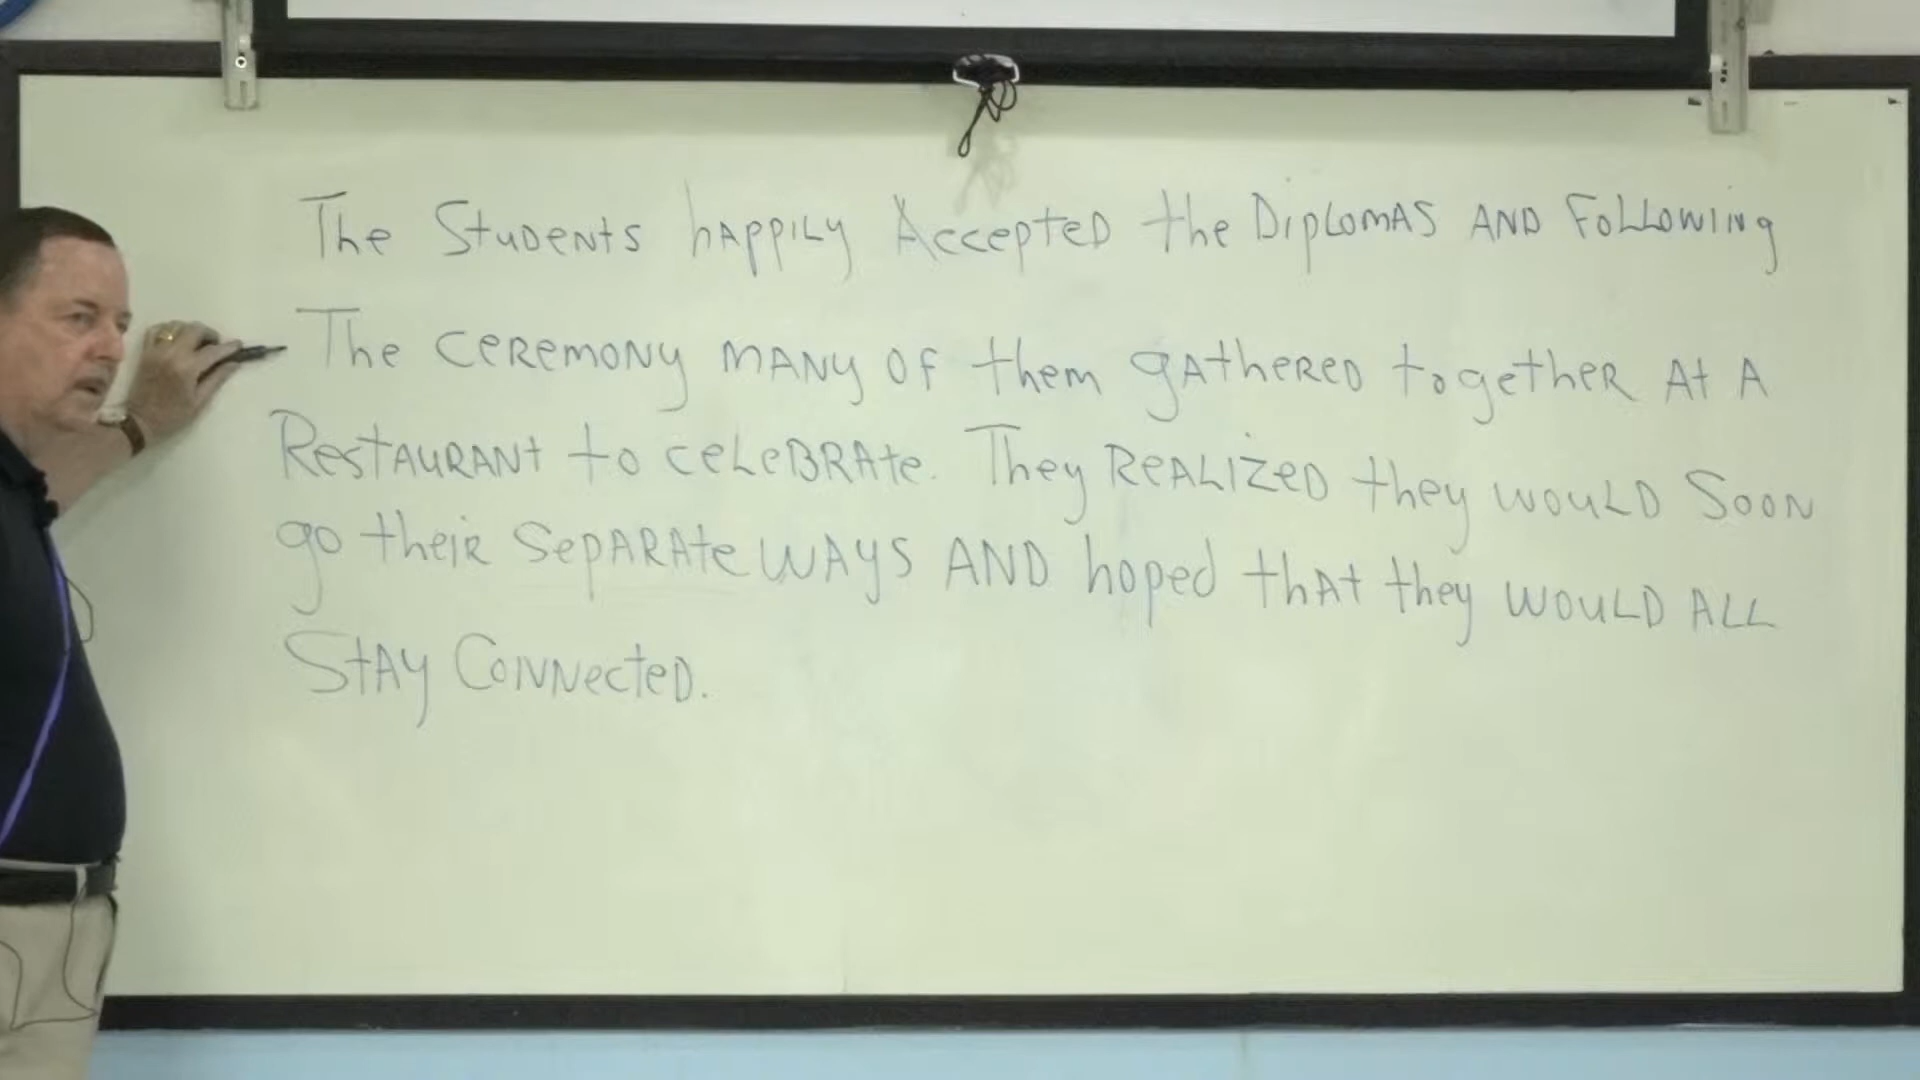 The Students happily Accepted the Diplomas AND Following
The ceremony many of them gathered together At A
Restaurant to celebrate. They Realized they would Soon
go their separate ways AND hoped that they would All
Stay Connected.